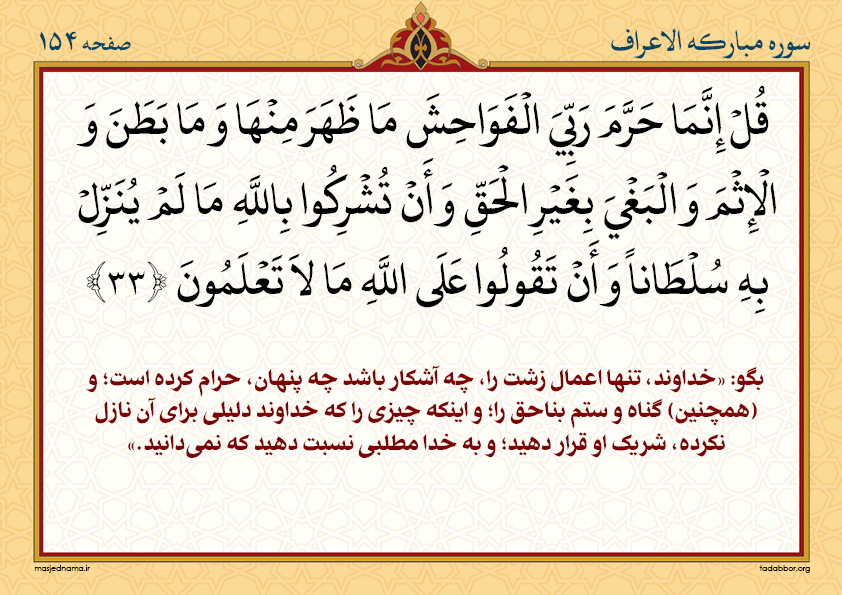 سوره مبارکه الاعراف
صفحه ۱۵۴
قُلْ إِنَّمَا حَرَّمَ رَبِّيَ الْفَوَاحِشَ مَا ظَهَرَ مِنْهَا وَ مَا بَطَنَ وَ
الْإِثْمَ وَ الْبَغْيَ بِغَيْرِ الْحَقِّ وَ أَنْ تُشْرِكُوا بِاللَّهِ مَا لَمْ يُنَزِّلْ
بِهِ سُلْطَاناً وَ أَنْ تَقُولُوا عَلَى اللَّهِ مَا لاَ تَعْلَمُونَ ﴿۳۳﴾
بگو: «خداوند، تنها اعمال زشت را، چه آشکار باشد چه پنهان، حرام کرده است؛ و
(همچنین) گناه و ستم بناحق را؛ و اینکه چیزی را که خداوند دلیلی برای آن نازل
نکرده، شریک او قرار دهید؛ و به خدا مطلبی نسبت دهید که نمی‌دانید.»
masjednama.ir
tadabbor.org